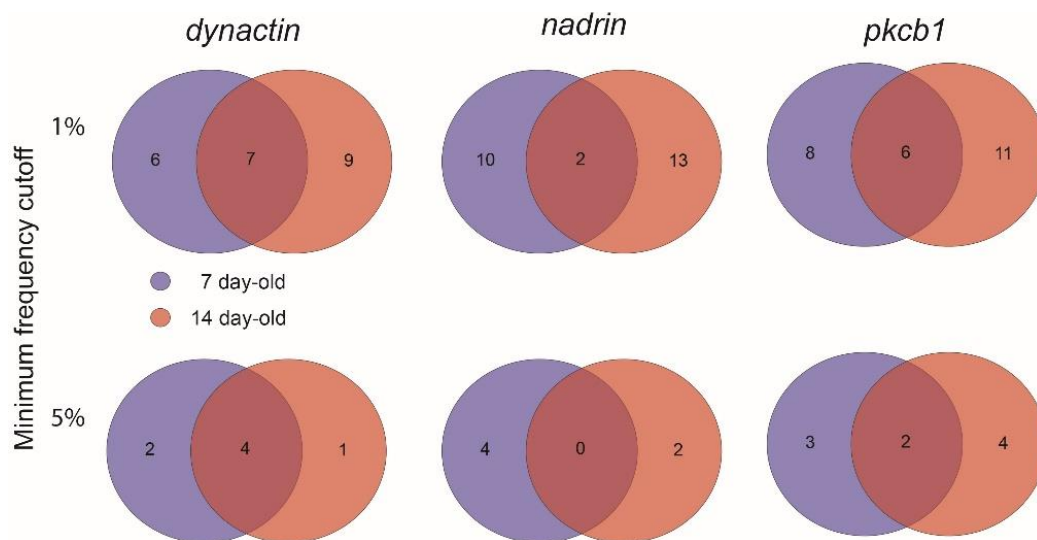 dynactin nadrin pkcb1
Minimum frequency cutoff
1%
6 7 9 10 2 13 8 6 11
7 day-old
14 day-old
5%
2 4 1 4 0 2 3 2 4